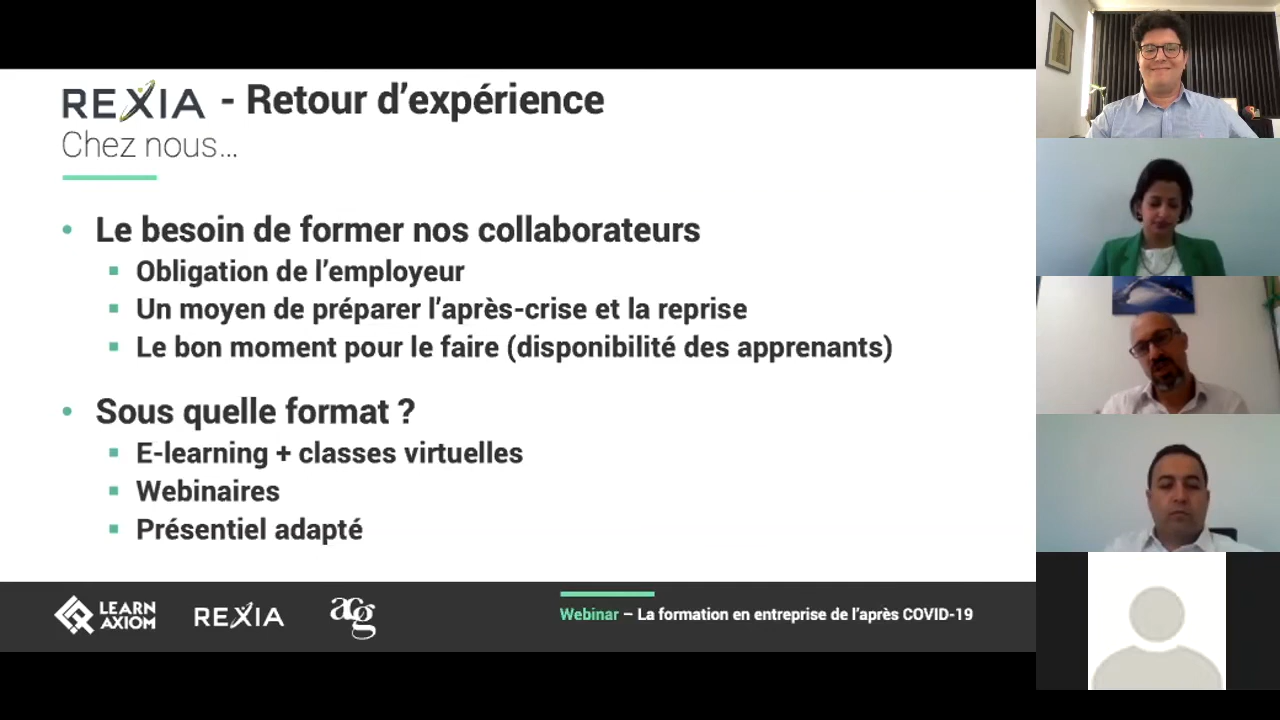 REXIA - Retour d’expérience
Chez nous…
• Le besoin de former nos collaborateurs
▪ Obligation de l’employeur
▪ Un moyen de préparer l’après-crise et la reprise
▪ Le bon moment pour le faire (disponibilité des apprenants)
• Sous quelle format ?
▪ E-learning + classes virtuelles
▪ Webinaires
▪ Présentiel adapté
LEARN
AXIOM
REXIA
acg
Webinar – La formation en entreprise de l’après COVID-19